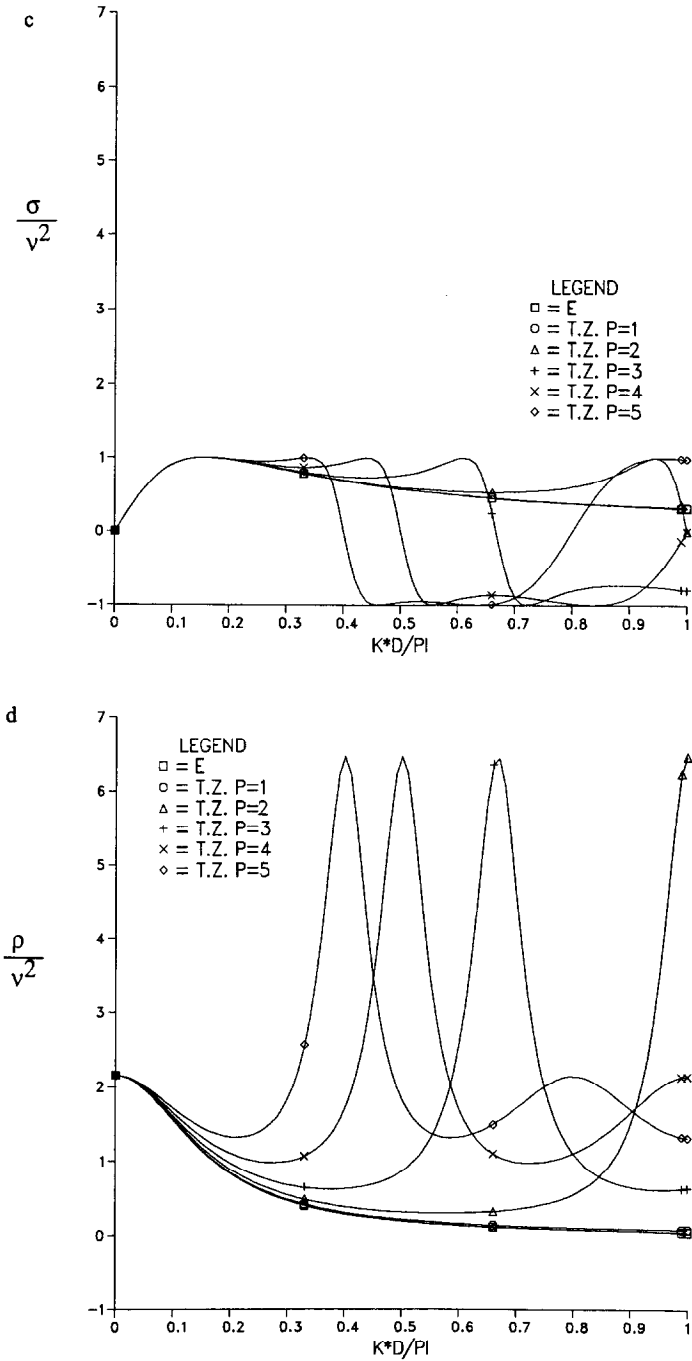 c
7
6
5
4
3
2
1
0
-1
σ
ν2
LEGEND
= E
= T.Z. P=1
= T.Z. P=2
= T.Z. P=3
= T.Z. P=4
= T.Z. P=5
0 0.1 0.2 0.3 0.4 0.5 0.6 0.7 0.8 0.9 1
K*D/PI
d
7
6
5
4
3
2
1
0
-1
ρ
ν2
LEGEND
= E
= T.Z. P=1
= T.Z. P=2
= T.Z. P=3
= T.Z. P=4
= T.Z. P=5
0 0.1 0.2 0.3 0.4 0.5 0.6 0.7 0.8 0.9 1
K*D/PI